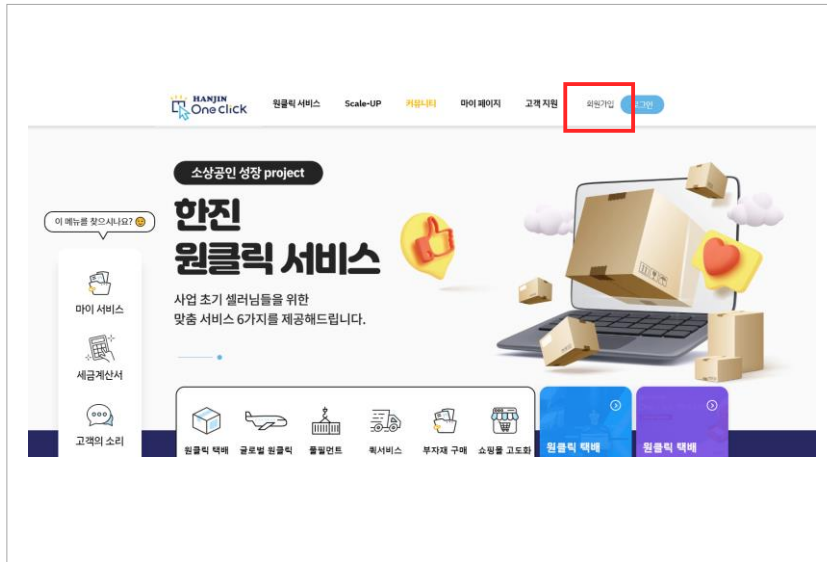 HANJIN
One click
원클릭 서비스 Scale-UP 커뮤니티 마이 페이지 고객 지원 회원가입 로그인
소상공인 성장 project
한진
원클릭 서비스
사업 초기 셀러님들을 위한
맞춤 서비스 6가지를 제공해드립니다.
이 메뉴를 찾으시나요?
마이 서비스
세금계산서
고객의 소리
원클릭 택배 글로벌 원클릭 풀필먼트 퀵서비스 부자재 구매 쇼핑몰 고도화
원클릭 택배
원클릭 택배